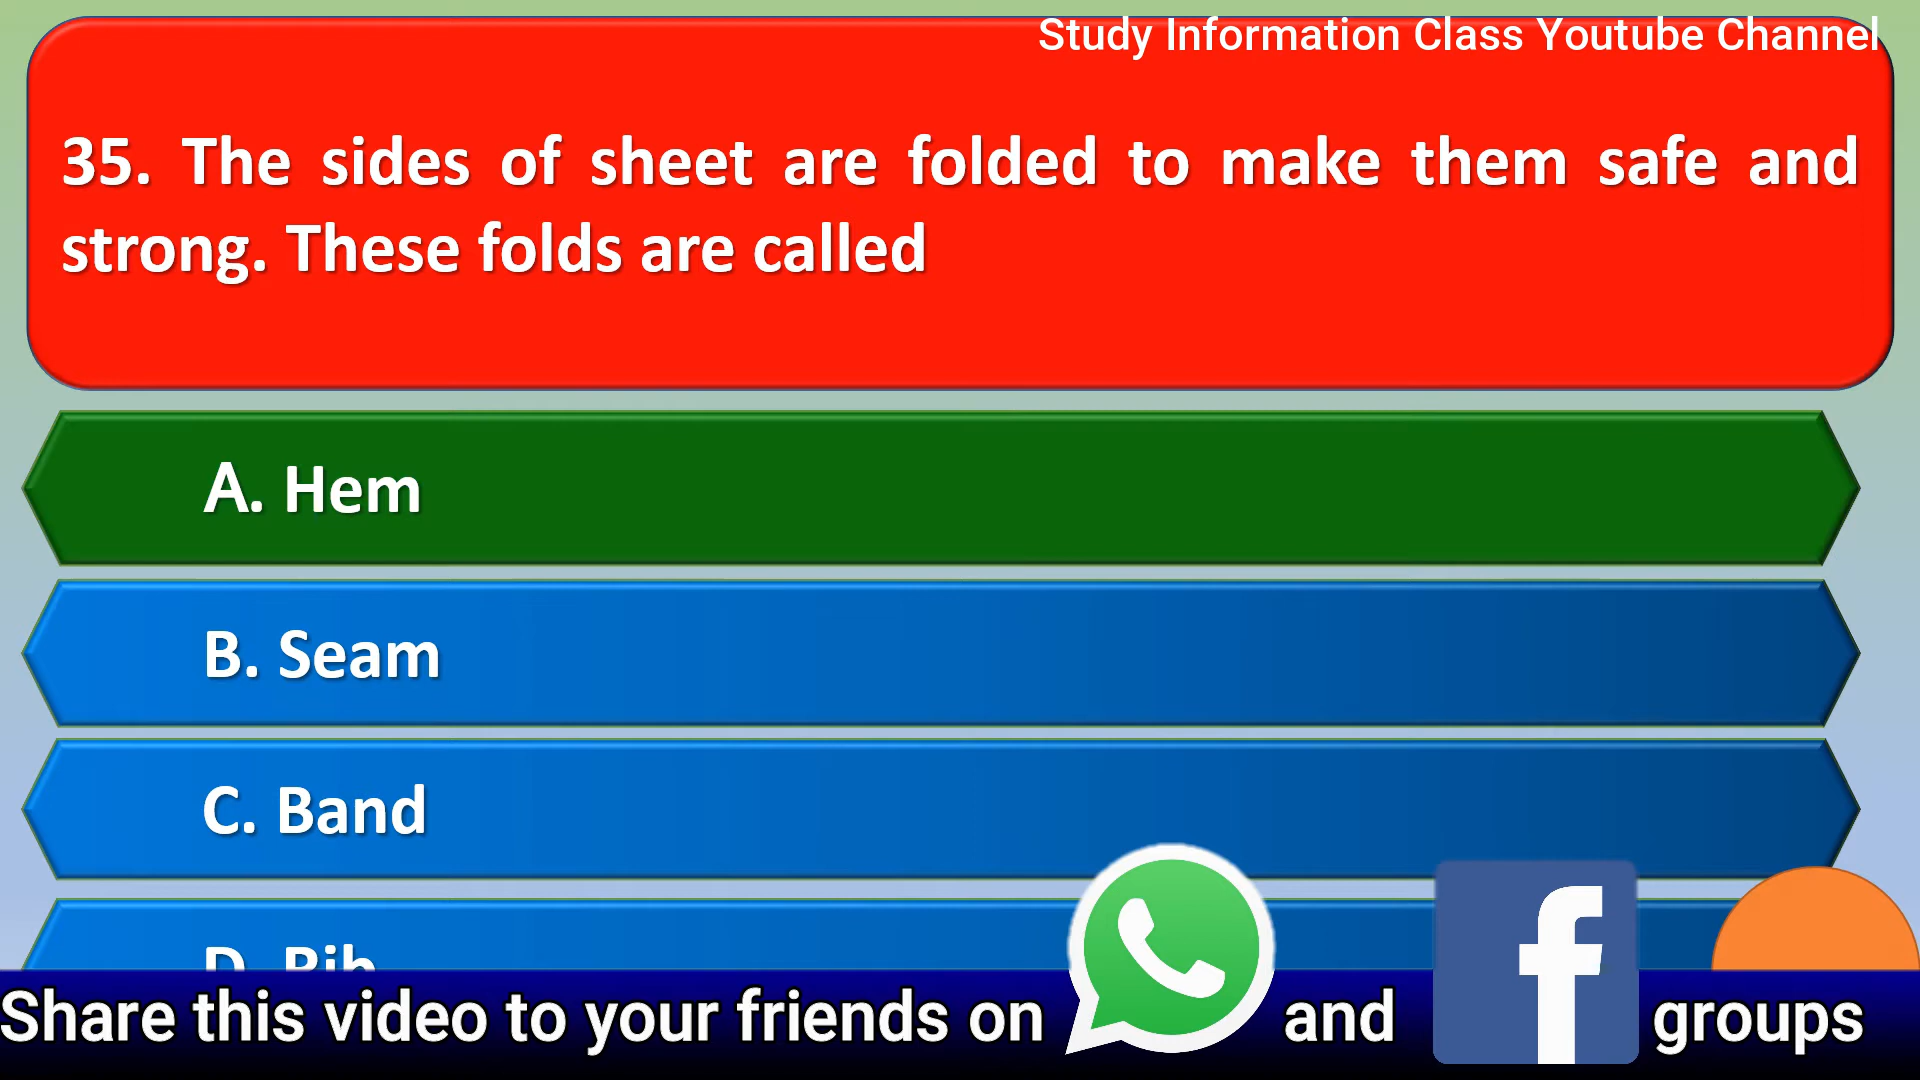 Study Information Class Youtube Channel
35. The sides of sheet are folded to make them safe and
strong. These folds are called
A. Hem
B. Seam
C. Band
D. Rib
Share this video to your friends on and groups